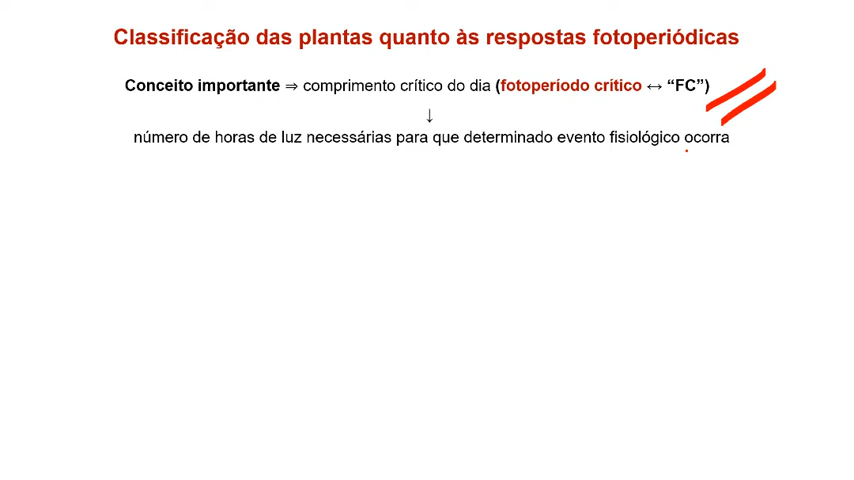 Classificação das plantas quanto às respostas fotoperiódicas
Conceito importante ⇒ comprimento crítico do dia (fotoperíodo crítico ↔ “FC”)
↓
número de horas de luz necessárias para que determinado evento fisiológico ocorra